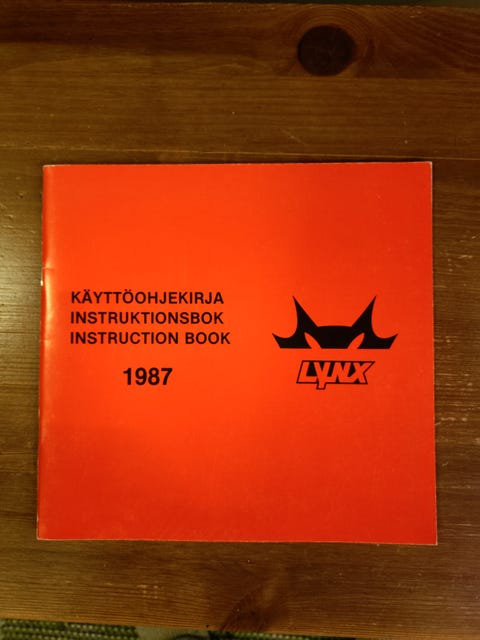 KÄYTTÖOHJEKIRJA
INSTRUKTIONSBOK
INSTRUCTION BOOK
1987
LYNX